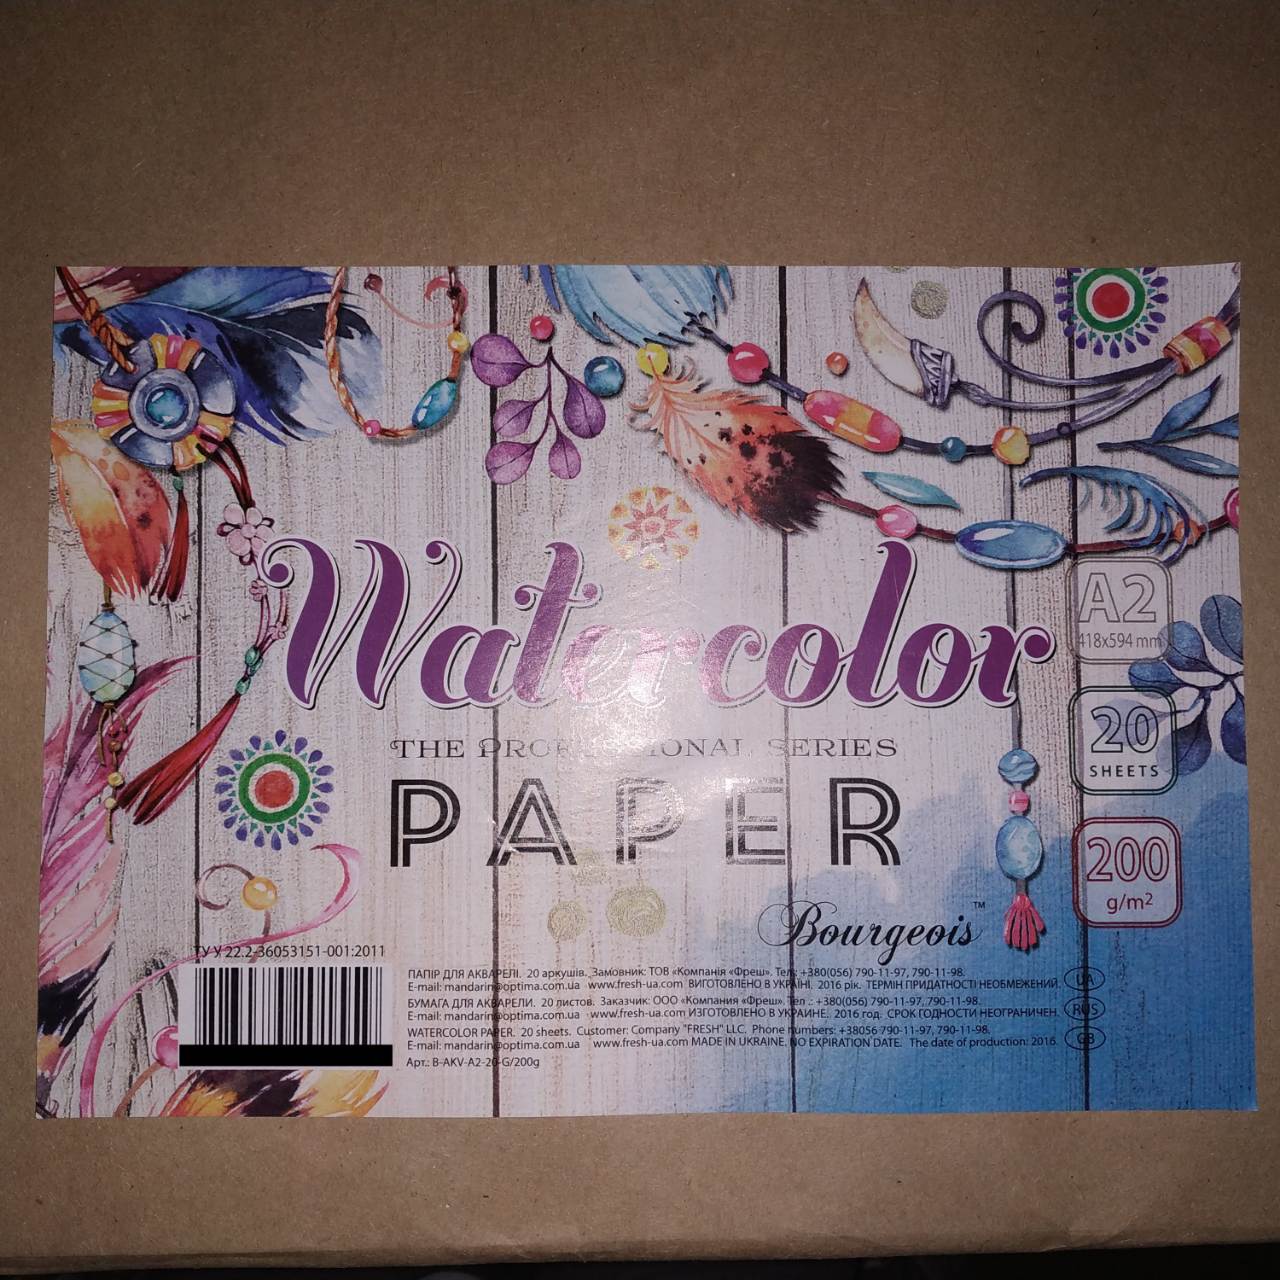 Watercolor
THE PROFESSIONAL SERIES
PAPER
A2
418x594 mm
20
SHEETS
200
g/m²
Bourgeois™
ТУ У 22.2-36053151-001:2011
ПАПІР ДЛЯ АКВАРЕЛІ. 20 аркушів. Замовник: ТОВ «Компанія «Фреш». Тел.: +380(056) 790-11-97, 790-11-98.
E-mail: mandarin@optima.com.ua www.fresh-ua.com ВИГОТОВЛЕНО В УКРАЇНІ. 2016 рік. ТЕРМІН ПРИДАТНОСТІ НЕОБМЕЖЕНИЙ. UA
БУМАГА ДЛЯ АКВАРЕЛИ. 20 листов. Заказчик: ООО «Компания «Фреш». Тел .: +380(056) 790-11-97, 790-11-98.
E-mail: mandarin@optima.com.ua www.fresh-ua.com ИЗГОТОВЛЕНО В УКРАИНЕ. 2016 год. СРОК ГОДНОСТИ НЕОГРАНИЧЕН. RUS
WATERCOLOR PAPER. 20 sheets. Customer: Company "FRESH" LLC. Phone numbers: +38056 790-11-97, 790-11-98.
E-mail: mandarin@optima.com.ua www.fresh-ua.com MADE IN UKRAINE. NO EXPIRATION DATE. The date of production: 2016. GB
Арт.: B-AKV-A2-20-G/200g